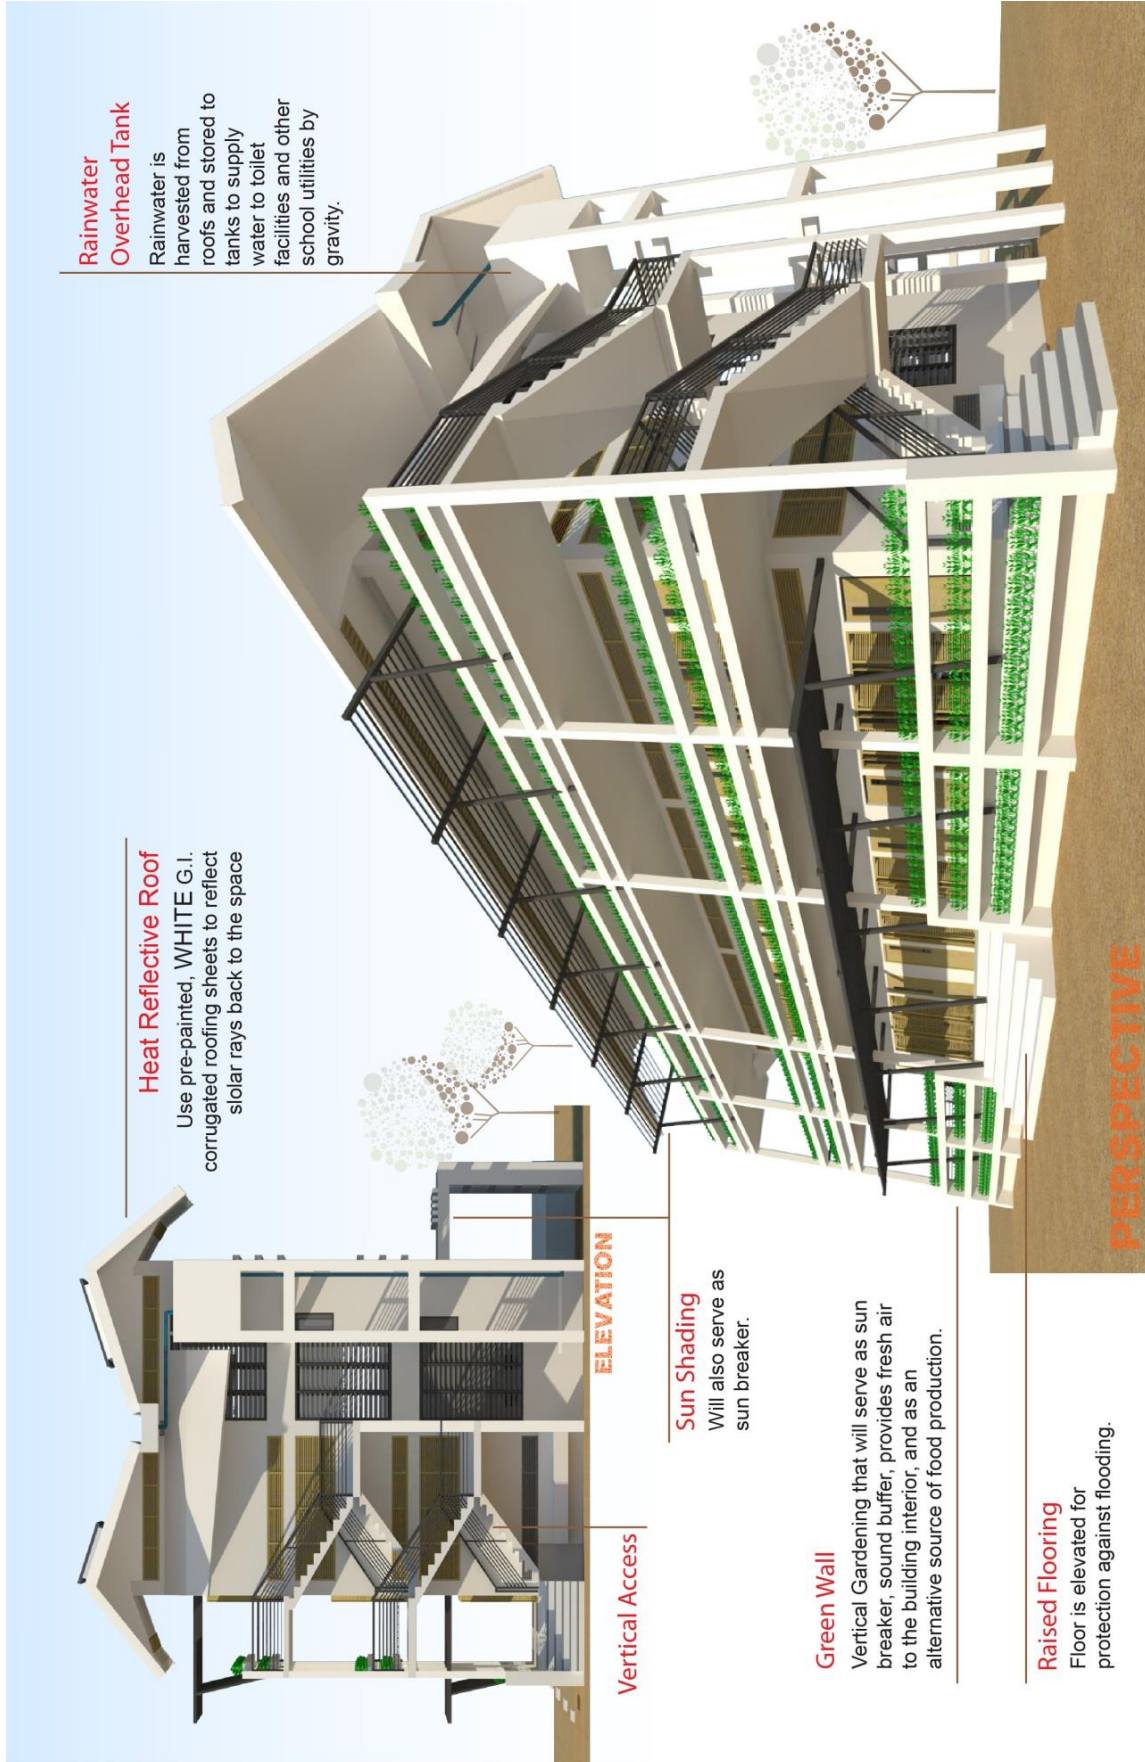 Heat Reflective Roof
Use pre-painted, WHITE G.I.
corrugated roofing sheets to reflect
slolar rays back to the space
Rainwater
Overhead Tank
Rainwater is
harvested from
roofs and stored to
tanks to supply
water to toilet
facilities and other
school utilities by
gravity.
ELEVATION
Vertical Access
Sun Shading
Will also serve as
sun breaker.
Green Wall
Vertical Gardening that will serve as sun
breaker, sound buffer, provides fresh air
to the building interior, and as an
alternative source of food production.
Raised Flooring
Floor is elevated for
protection against flooding.
PERSPECTIVE